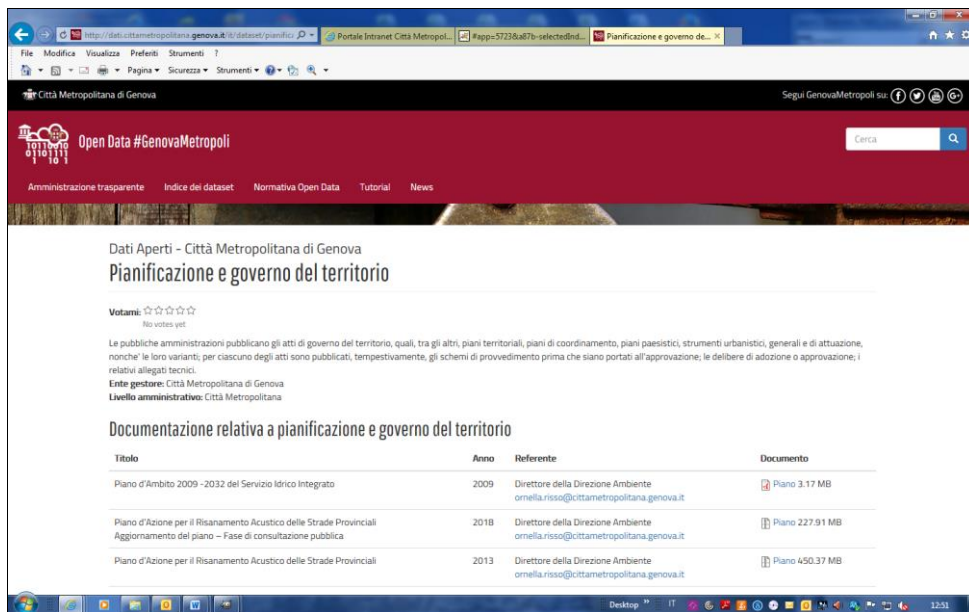 http://dati.cittametropolitana.genova.it/it/dataset/pianific
Portale Intranet Città Metropol...
#app=5723&a87b-selectedInd...
Pianificazione e governo de...
File Modifica Visualizza Preferiti Strumenti ?
Pagina Sicurezza Strumenti
Città Metropolitana di Genova
Segui GenovaMetropoli su:
Open Data #GenovaMetropoli
Cerca
Amministrazione trasparente Indice dei dataset Normativa Open Data Tutorial News
Dati Aperti - Città Metropolitana di Genova
Pianificazione e governo del territorio
Votami:
No votes yet
Le pubbliche amministrazioni pubblicano gli atti di governo del territorio, quali, tra gli altri, piani territoriali, piani di coordinamento, piani paesistici, strumenti urbanistici, generali e di attuazione,
nonche' le loro varianti; per ciascuno degli atti sono pubblicati, tempestivamente, gli schemi di provvedimento prima che siano portati all'approvazione; le delibere di adozione o approvazione; i
relativi allegati tecnici.
Ente gestore: Città Metropolitana di Genova
Livello amministrativo: Città Metropolitana
Documentazione relativa a pianificazione e governo del territorio
Titolo Anno Referente Documento
Piano d'Ambito 2009 -2032 del Servizio Idrico Integrato 2009 Direttore della Direzione Ambiente Piano 3.17 MB
ornella.risso@cittametropolitana.genova.it
Piano d'Azione per il Risanamento Acustico delle Strade Provinciali 2018 Direttore della Direzione Ambiente Piano 227.91 MB
Aggiornamento del piano – Fase di consultazione pubblica ornella.risso@cittametropolitana.genova.it
Piano d'Azione per il Risanamento Acustico delle Strade Provinciali 2013 Direttore della Direzione Ambiente Piano 450.37 MB
ornella.risso@cittametropolitana.genova.it
Desktop IT 12:51